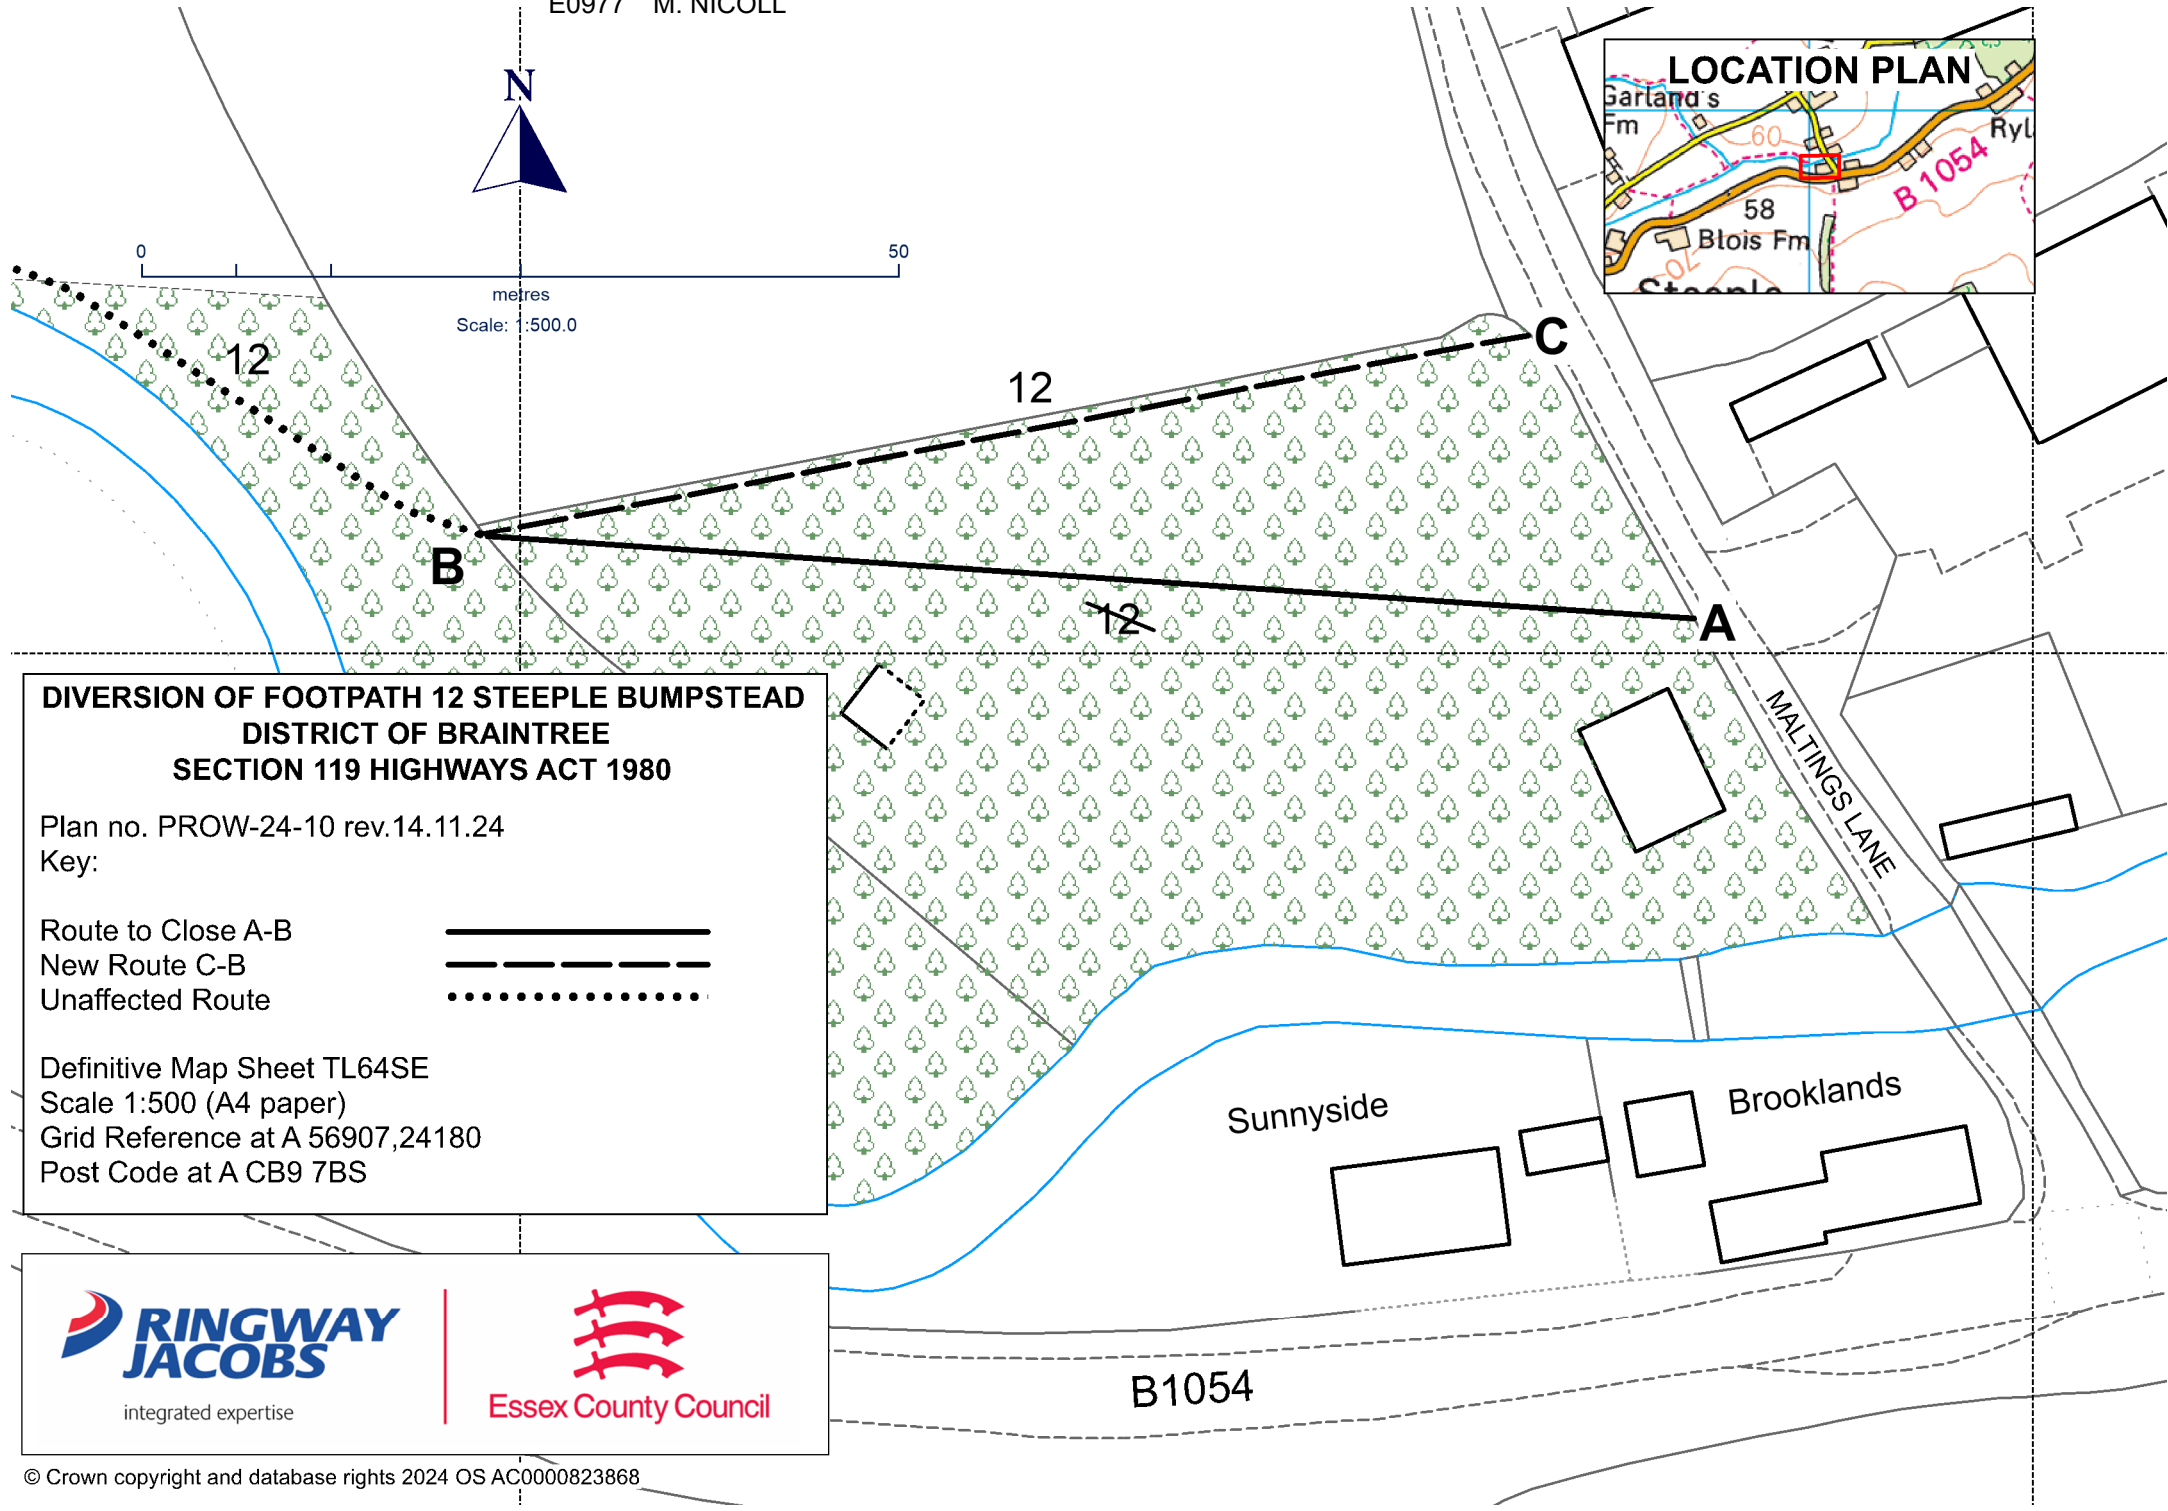 E0977 M. NICOLL
N
0
50
metres
Scale: 1:500.0
LOCATION PLAN
Garland's
Fm
60
Ryl
B 1054
58
Blois Fm
70
C
12
12
B
12
A
MALTINGS LANE
DIVERSION OF FOOTPATH 12 STEEPLE BUMPSTEAD
DISTRICT OF BRAINTREE
SECTION 119 HIGHWAYS ACT 1980
Plan no. PROW-24-10 rev.14.11.24
Key:
Route to Close A-B
New Route C-B
Unaffected Route
Definitive Map Sheet TL64SE
Scale 1:500 (A4 paper)
Grid Reference at A 56907,24180
Post Code at A CB9 7BS
Sunnyside
Brooklands
RINGWAY
JACOBS
integrated expertise
Essex County Council
B1054
© Crown copyright and database rights 2024 OS AC0000823868